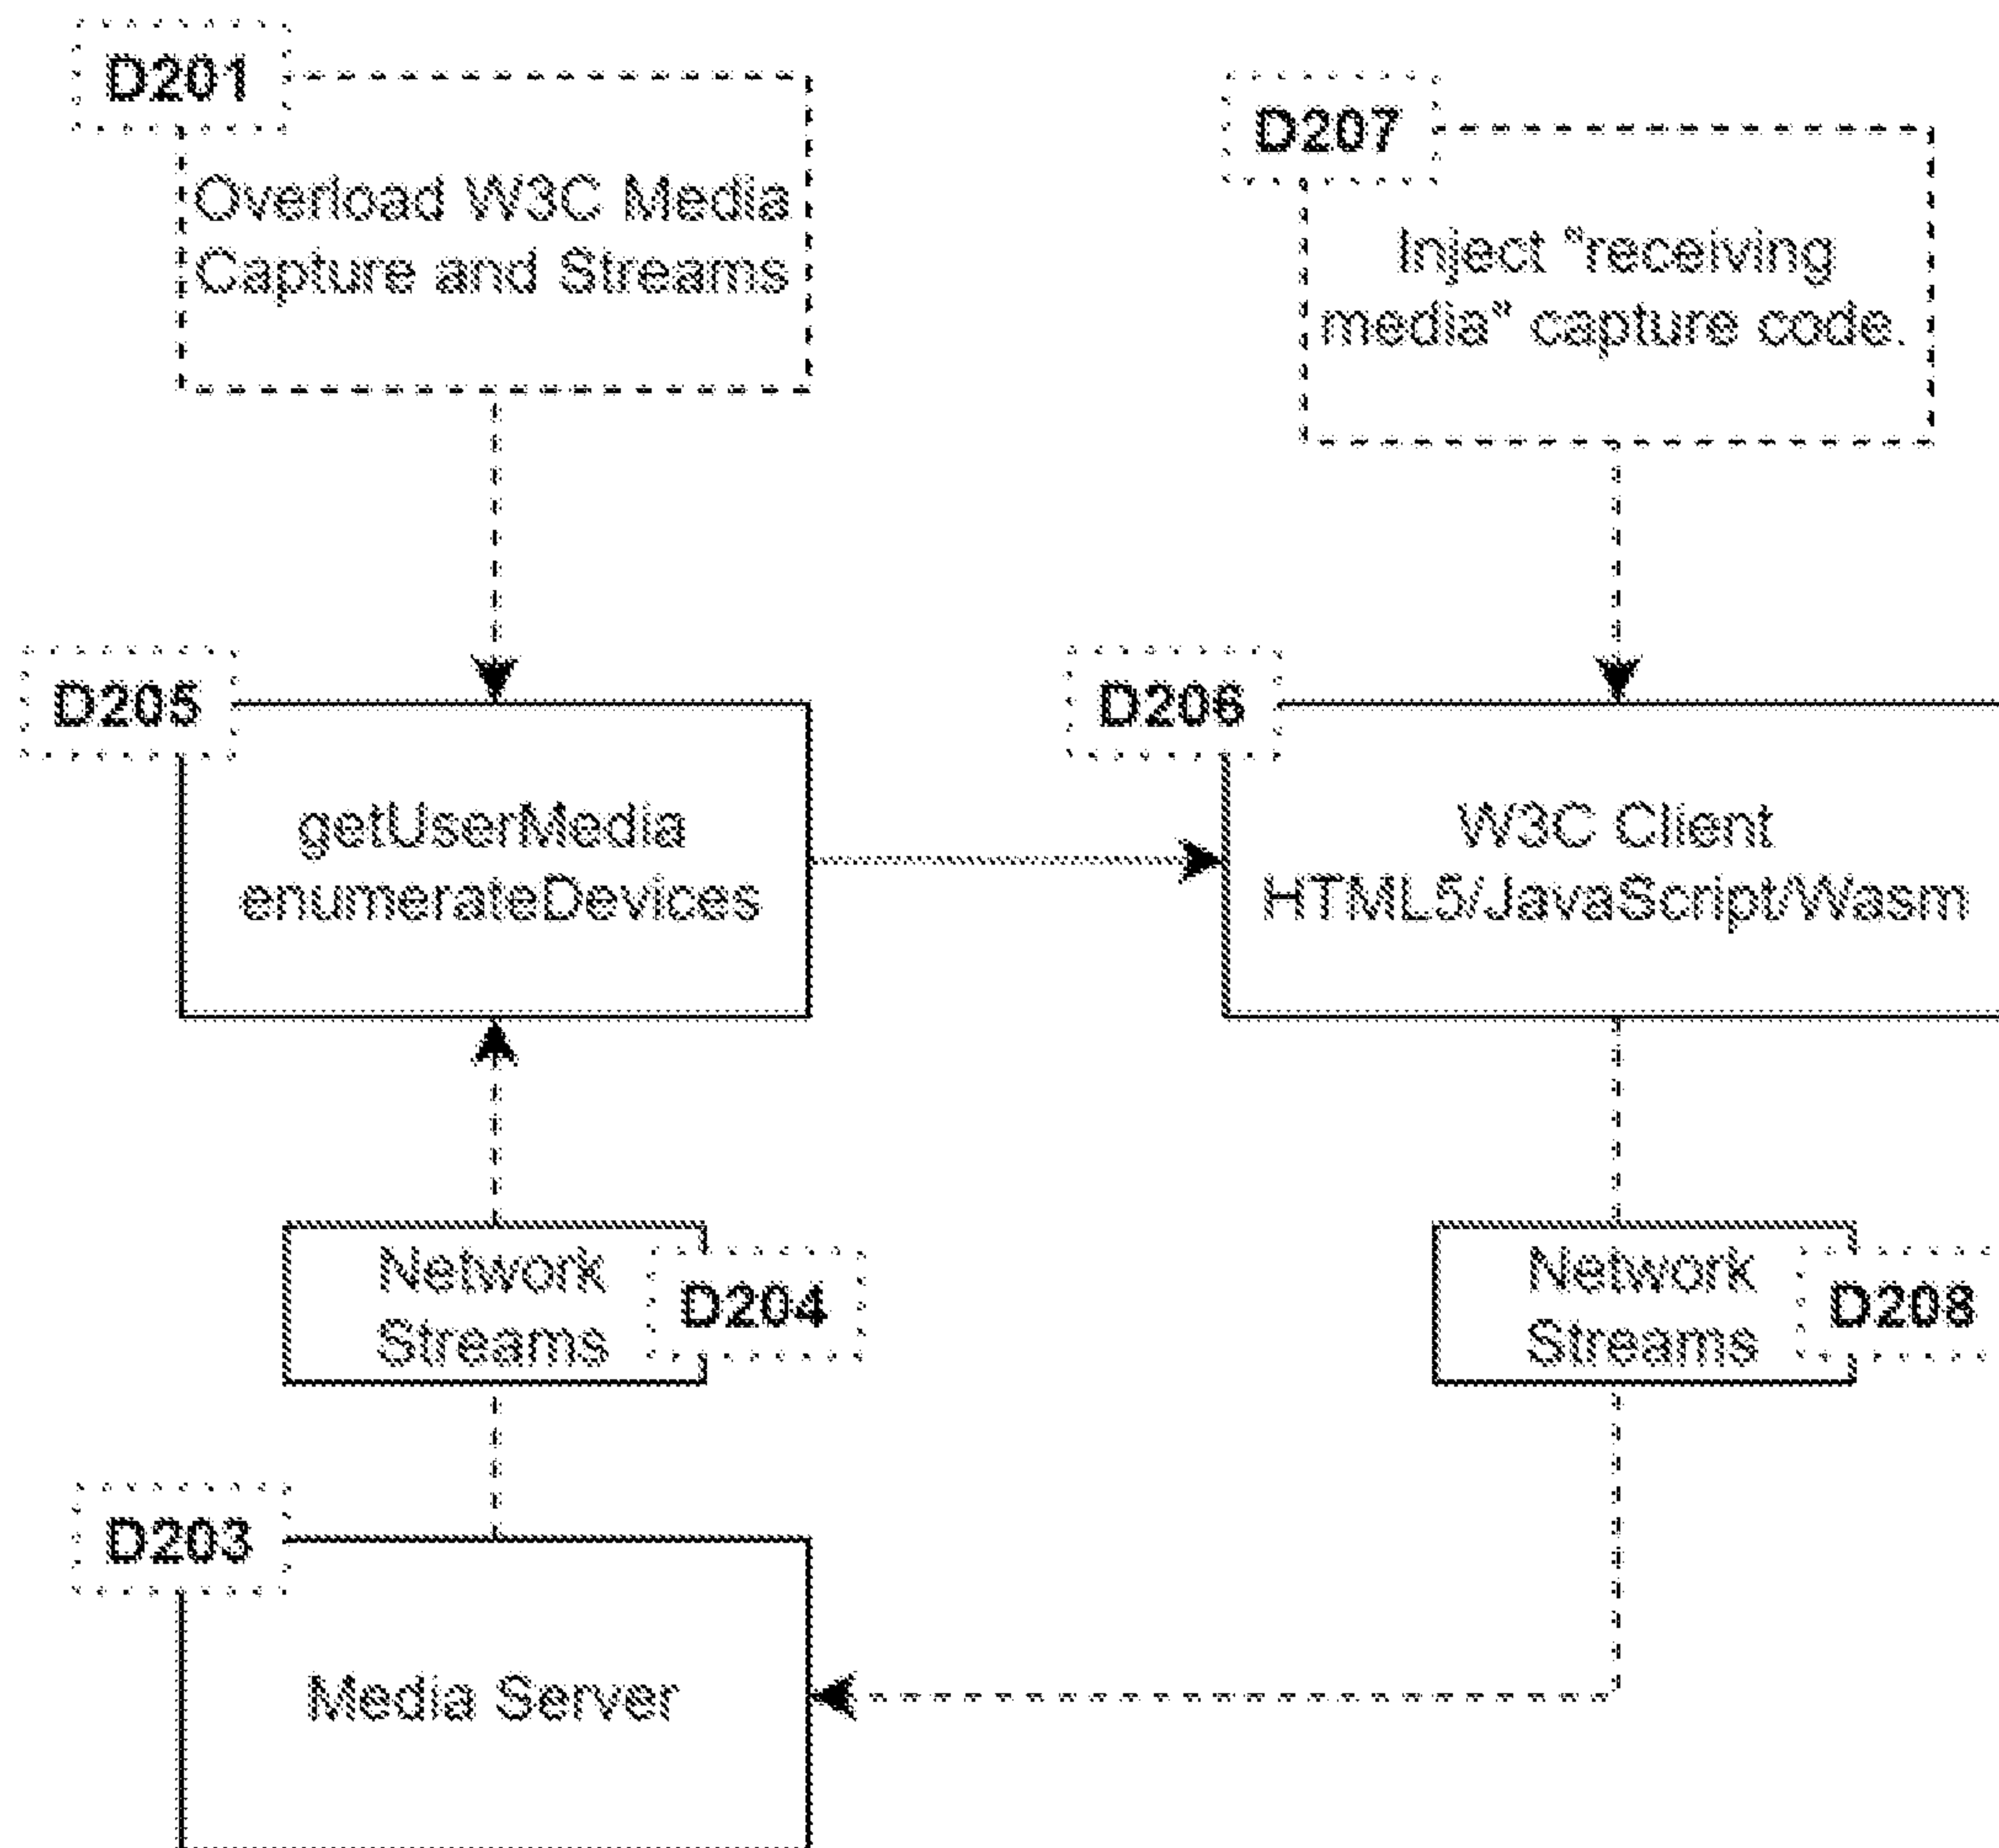 D201
Overload W3C Media
Capture and Streams
D207
Inject "receiving
media" capture code.
D205
getUserMedia
enumerateDevices
D206
W3C Client
HTML5/JavaScript/Wasm
Network
Streams
D204
Network
Streams
D208
D203
Media Server